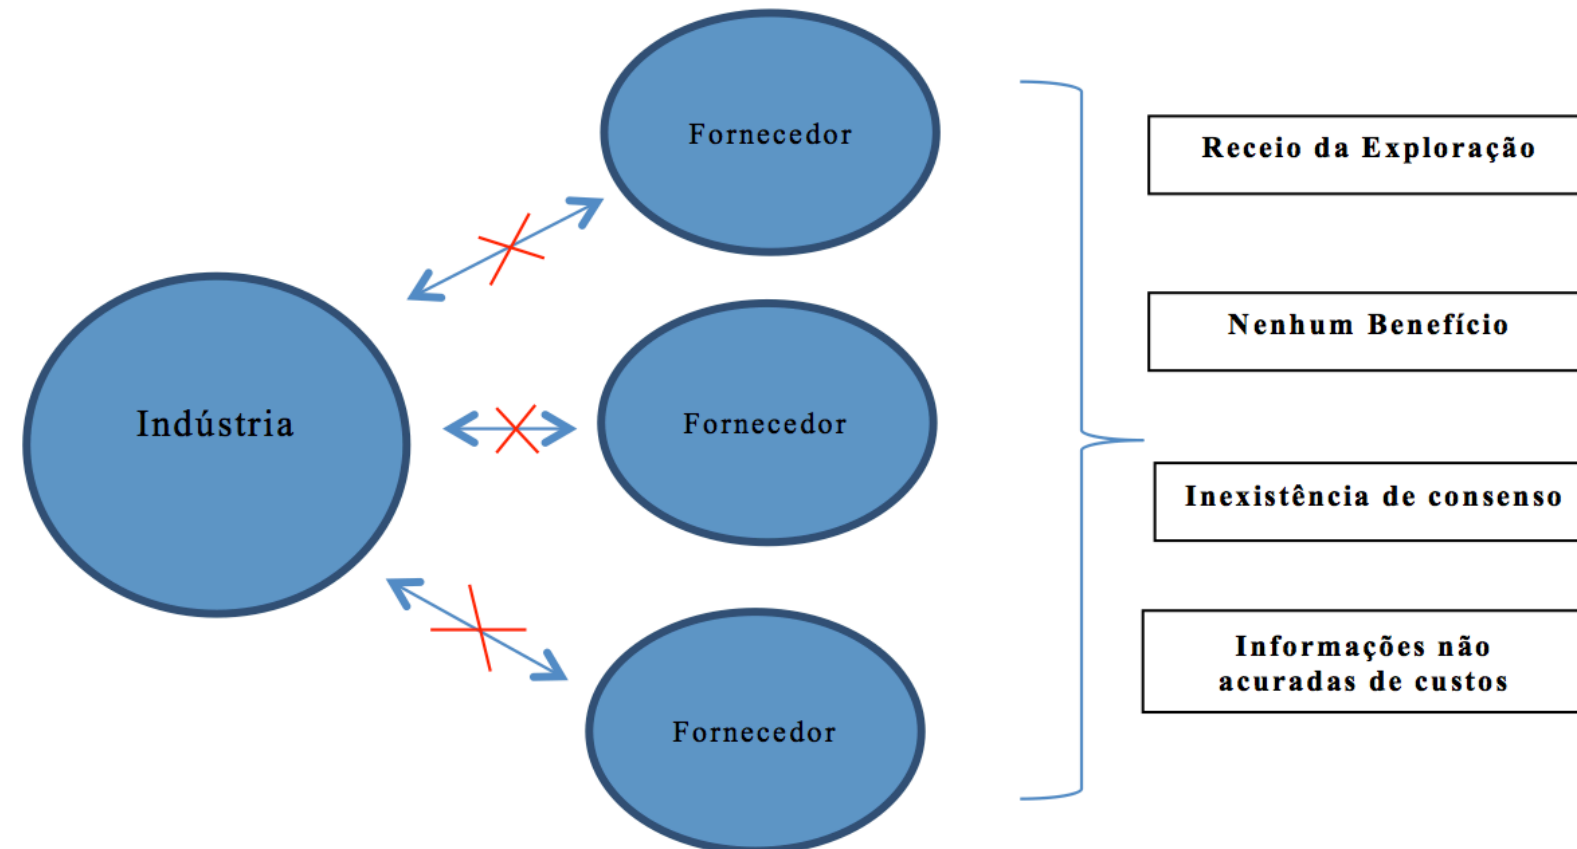 Fornecedor
Receio da Exploração
Nenhum Benefício
Indústria
Fornecedor
Inexistência de consenso
Informações não
acuradas de custos
Fornecedor